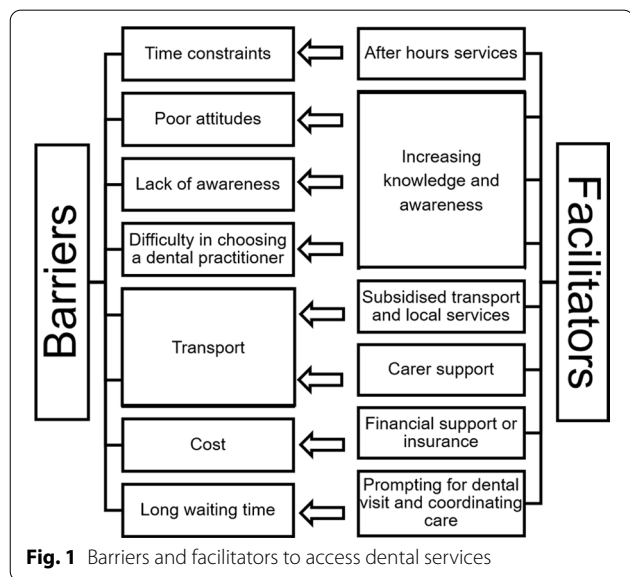 Barriers
Time constraints
Poor attitudes
Lack of awareness
Difficulty in choosing
a dental practitioner
Transport
Cost
Long waiting time
After hours services
Increasing
knowledge and
awareness
Subsidised transport
and local services
Carer support
Financial support or
insurance
Prompting for dental
visit and coordinating
care
Facilitators
Fig. 1 Barriers and facilitators to access dental services